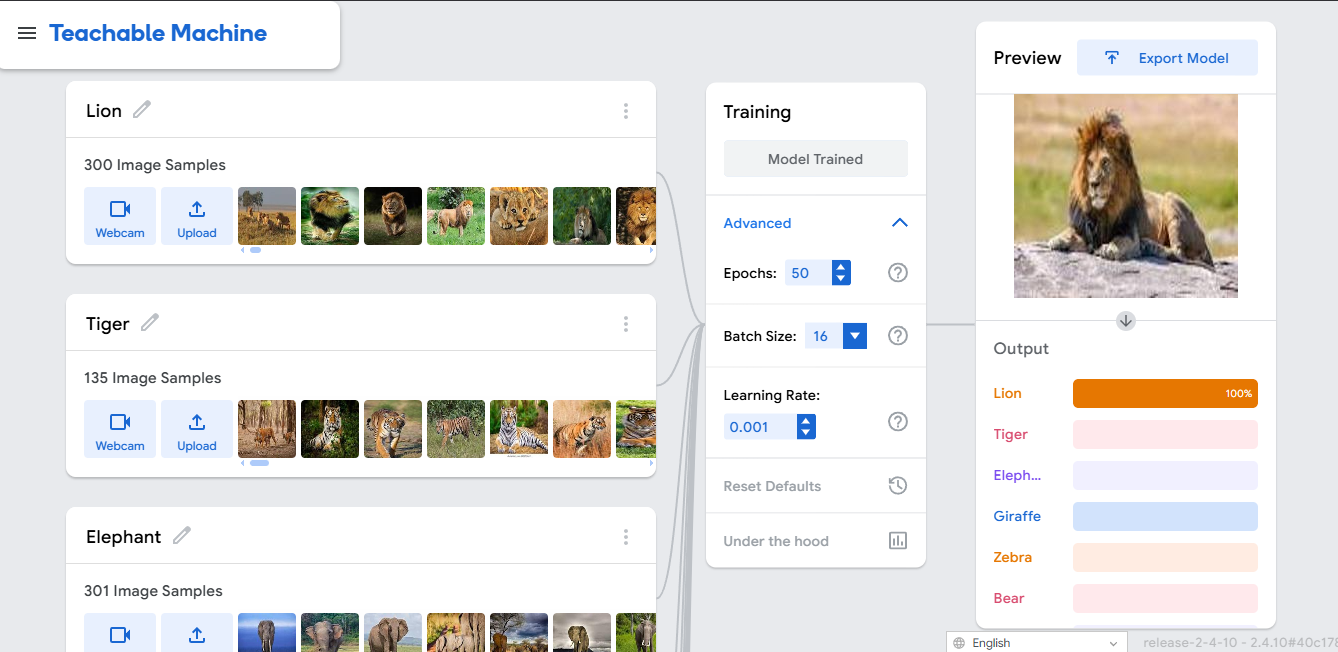 Teachable Machine
Lion
300 Image Samples
Webcam
Upload
Tiger
135 Image Samples
Webcam
Upload
Elephant
301 Image Samples
Training
Model Trained
Advanced
Epochs: 50
Batch Size: 16
Learning Rate:
0.001
Reset Defaults
Under the hood
Preview
Export Model
Output
Lion 100%
Tiger
Eleph...
Giraffe
Zebra
Bear
English
release-2-4-10 - 2.4.10#40c178